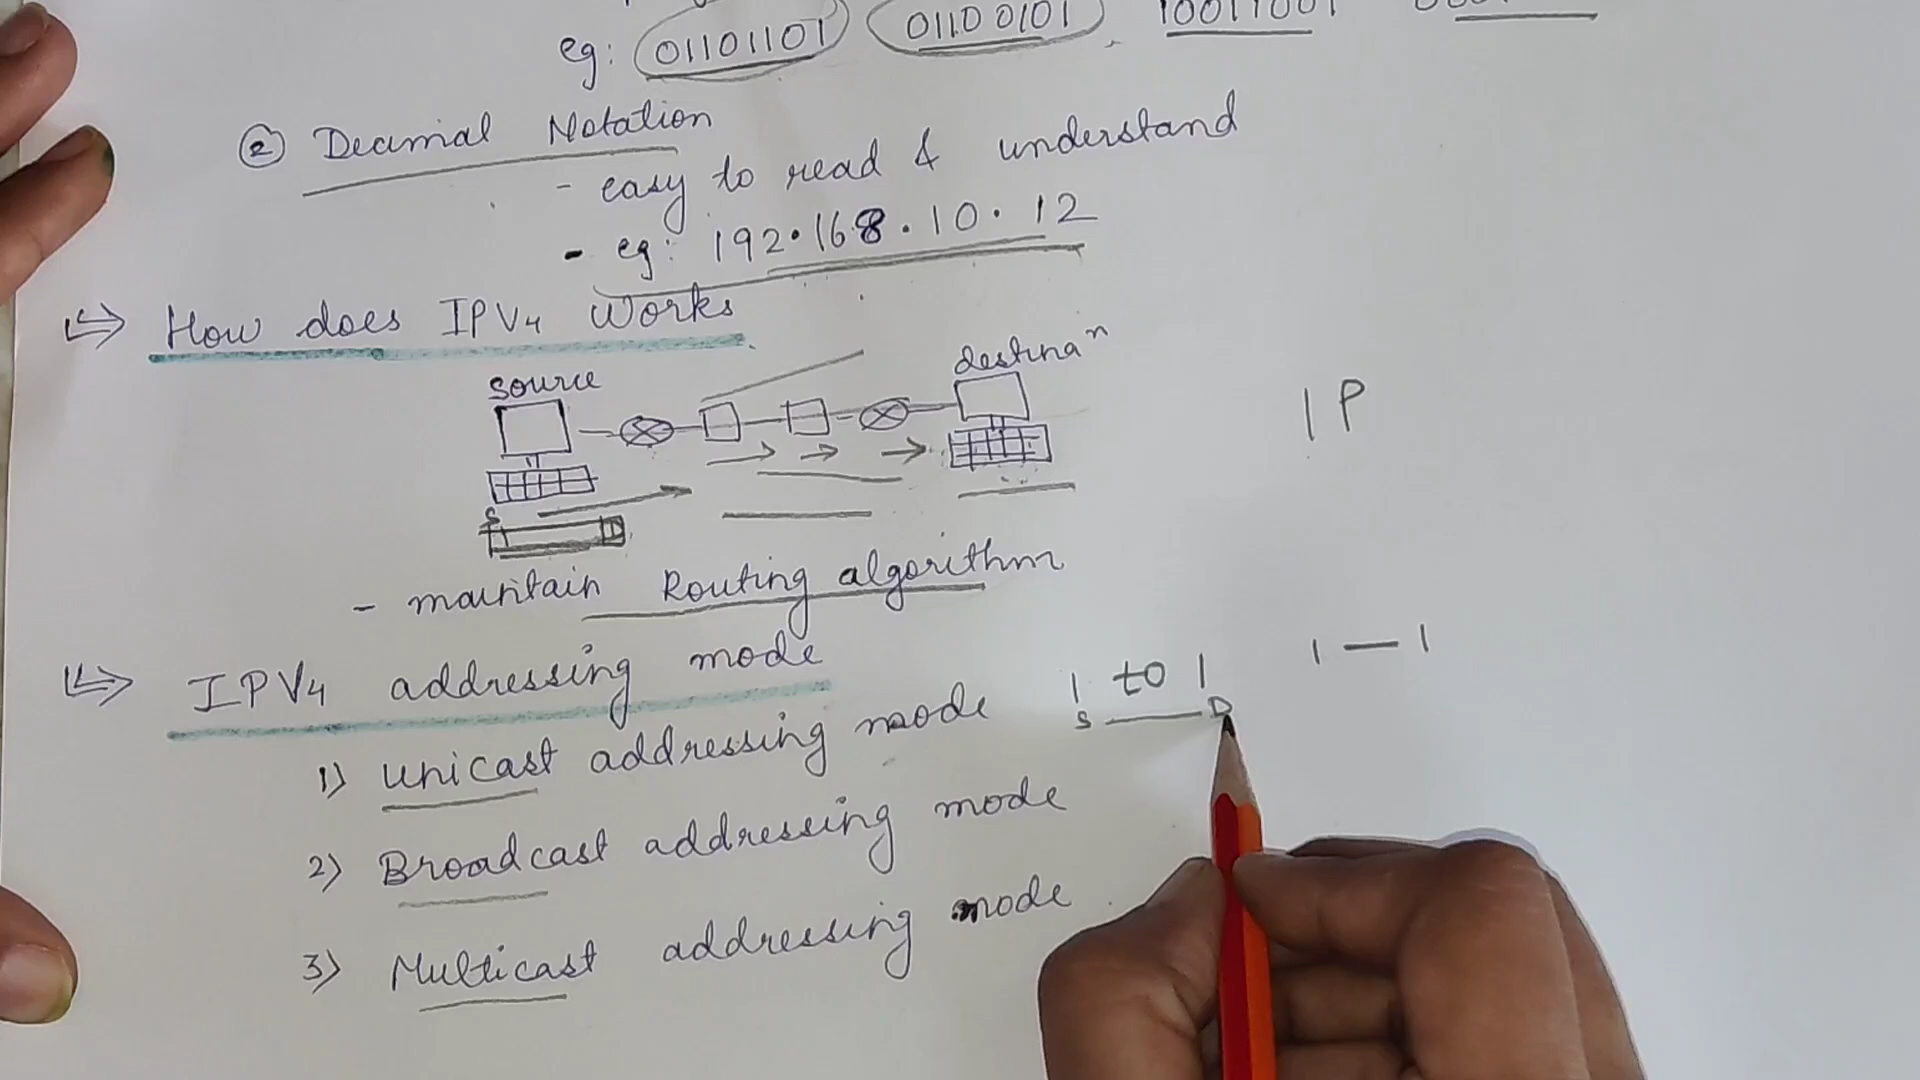 eg: 01101101 01100101 10011001
② Decimal Notation
- easy to read & understand
- eg: 192.168.10.12
How does IPV4 Works
source
destinaⁿ
IP
S
D
- maintain Routing algorithm
IPV4 addressing mode
1) Unicast addressing mode 1 to 1 1 — 1
S — D
2) Broadcast addressing mode
3) Multicast addressing mode